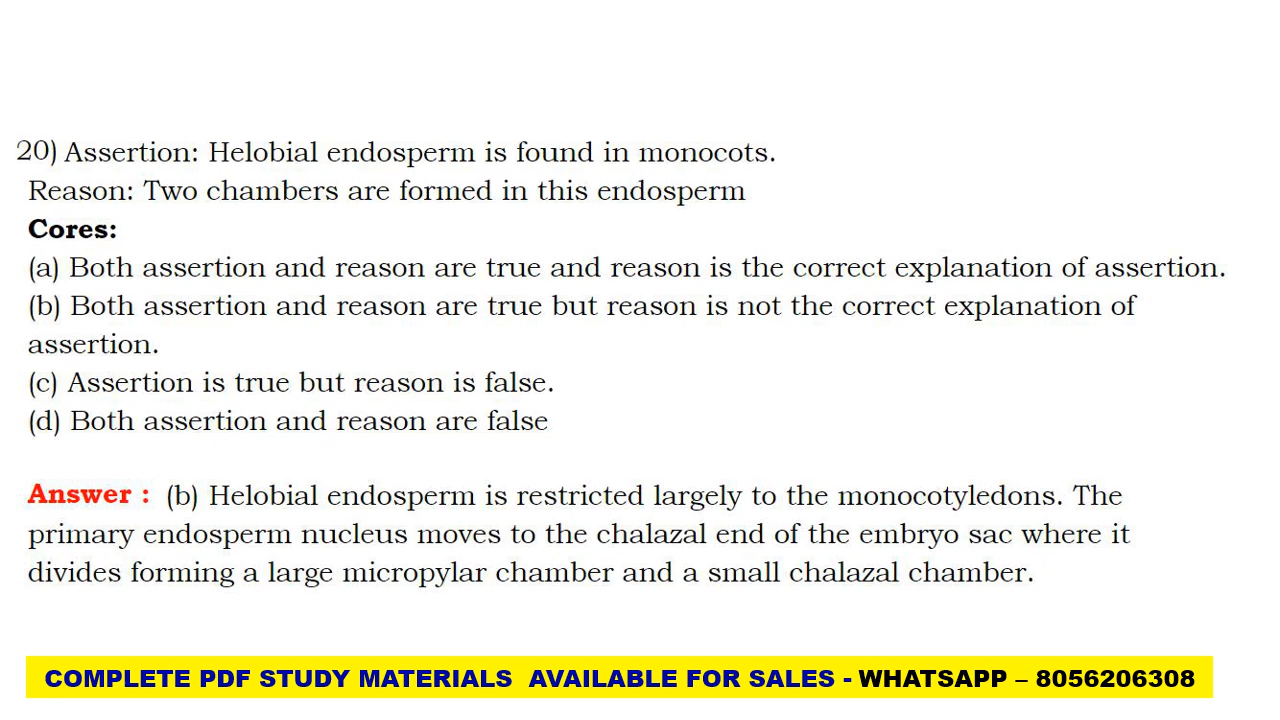 20) Assertion: Helobial endosperm is found in monocots.
Reason: Two chambers are formed in this endosperm
Cores:
(a) Both assertion and reason are true and reason is the correct explanation of assertion.
(b) Both assertion and reason are true but reason is not the correct explanation of
assertion.
(c) Assertion is true but reason is false.
(d) Both assertion and reason are false
Answer : (b) Helobial endosperm is restricted largely to the monocotyledons. The
primary endosperm nucleus moves to the chalazal end of the embryo sac where it
divides forming a large micropylar chamber and a small chalazal chamber.
COMPLETE PDF STUDY MATERIALS AVAILABLE FOR SALES - WHATSAPP – 8056206308